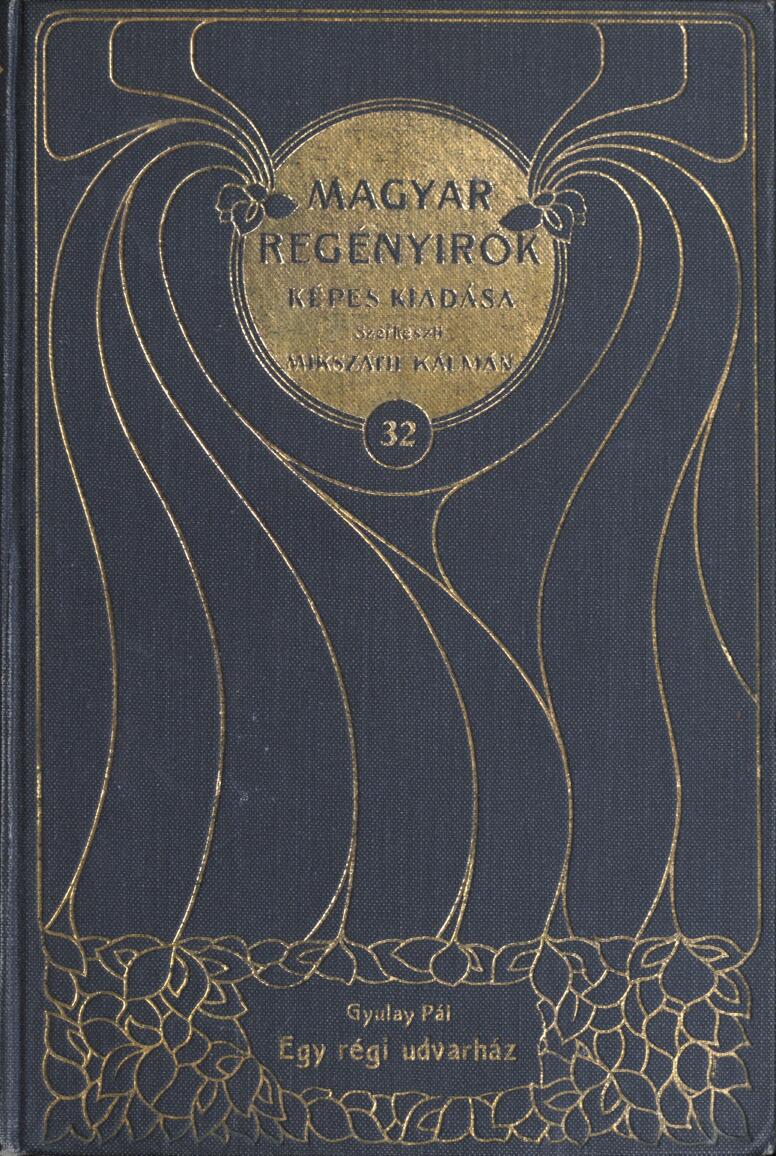 MAGYAR
REGÉNYIRÓK
KÉPES KIADÁSA
Szerkeszti
MIKSZÁTH KÁLMÁN
32
Gyulay Pál
Egy régi udvarház